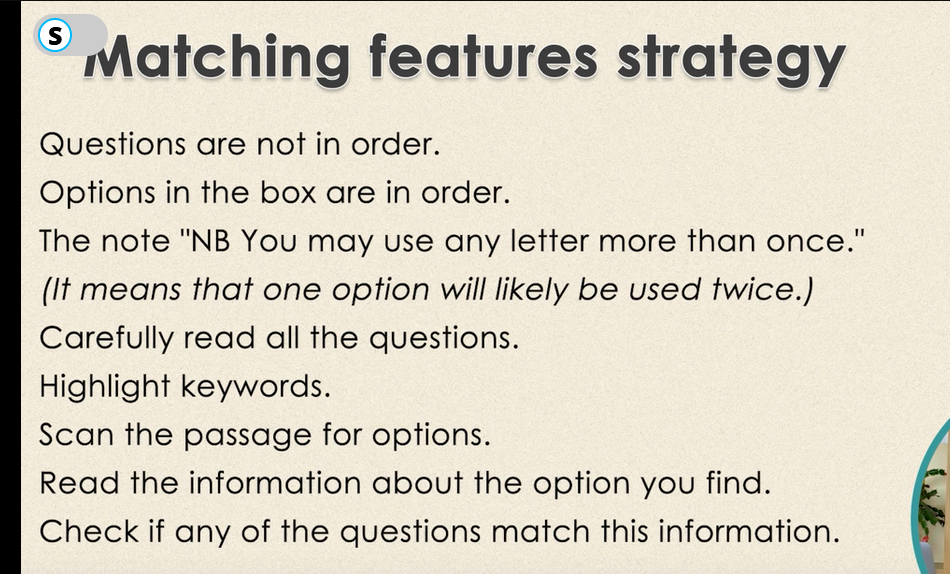 S
Matching features strategy
Questions are not in order.
Options in the box are in order.
The note "NB You may use any letter more than once."
(It means that one option will likely be used twice.)
Carefully read all the questions.
Highlight keywords.
Scan the passage for options.
Read the information about the option you find.
Check if any of the questions match this information.